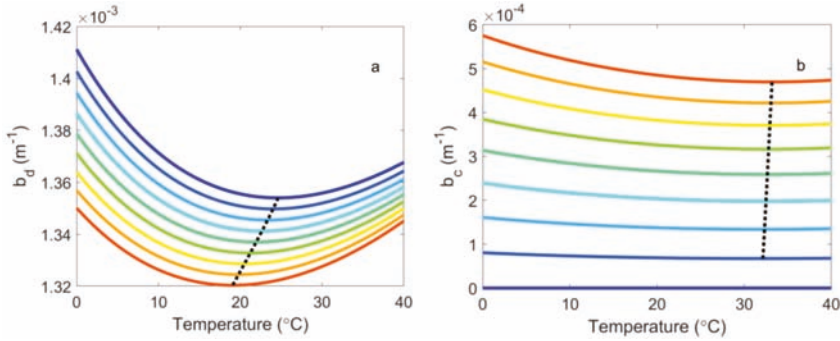 ×10⁻³
1.42
1.4
1.38
1.36
1.34
1.32
b_d (m⁻¹)
a
0 10 20 30 40
Temperature (°C)
×10⁻⁴
6
5
4
3
2
1
0
b_c (m⁻¹)
b
0 10 20 30 40
Temperature (°C)